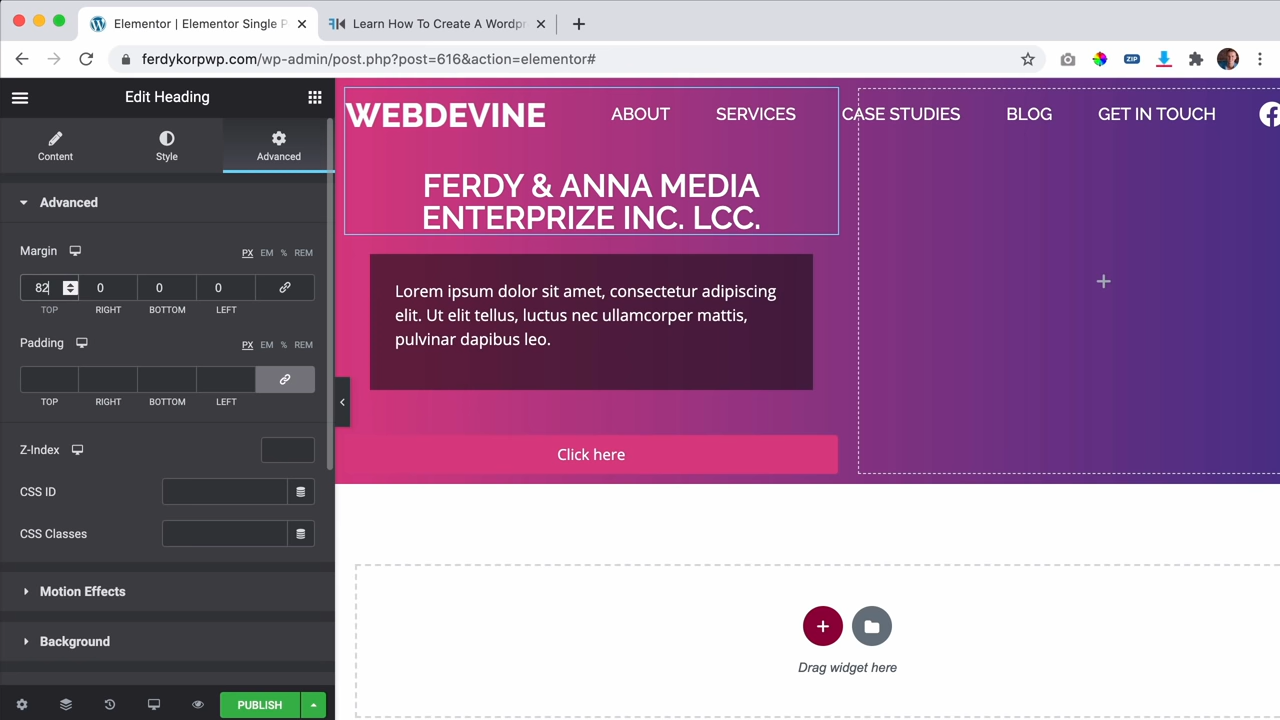 Elementor | Elementor Single P
Learn How To Create A Wordpr
ferdykorpwp.com/wp-admin/post.php?post=616&action=elementor#
ZIP
Edit Heading
Content
Style
Advanced
Advanced
Margin
PX EM % REM
82 0 0 0
TOP RIGHT BOTTOM LEFT
Padding
PX EM % REM
TOP RIGHT BOTTOM LEFT
Z-Index
CSS ID
CSS Classes
Motion Effects
Background
PUBLISH
WEBDEVINE
ABOUT
SERVICES
CASE STUDIES
BLOG
GET IN TOUCH
FERDY & ANNA MEDIA
ENTERPRIZE INC. LCC.
Lorem ipsum dolor sit amet, consectetur adipiscing
elit. Ut elit tellus, luctus nec ullamcorper mattis,
pulvinar dapibus leo.
Click here
Drag widget here